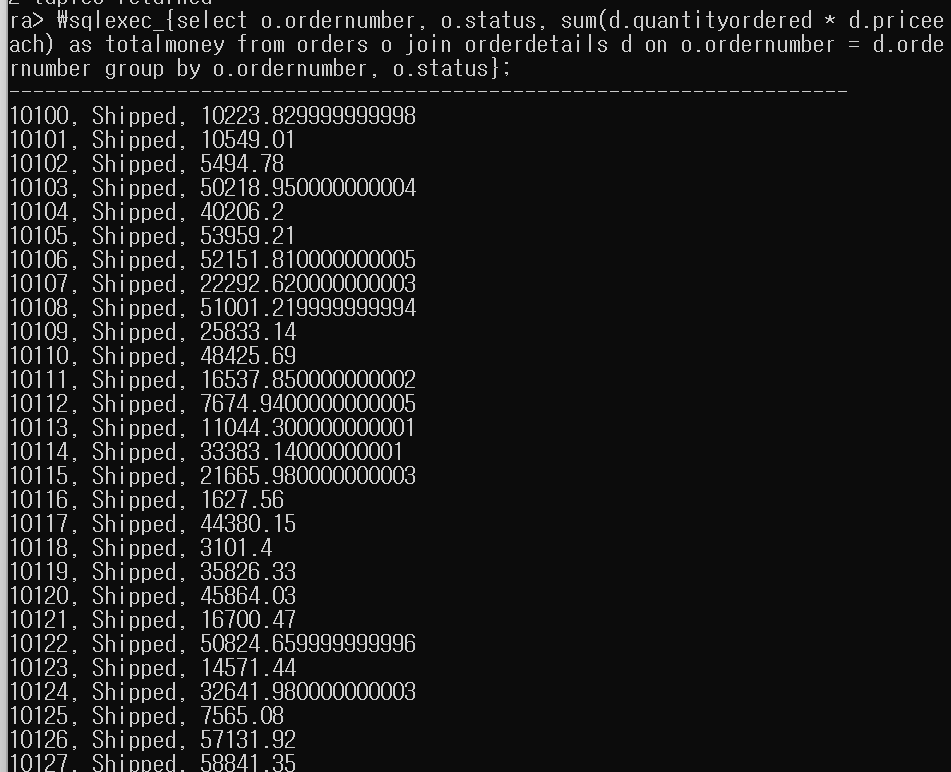 2 tuples returned
ra> ₩sqlexec_{select o.ordernumber, o.status, sum(d.quantityordered * d.pricee
ach) as totalmoney from orders o join orderdetails d on o.ordernumber = d.orde
rnumber group by o.ordernumber, o.status};
----------------------------------------------------------------------
10100, Shipped, 10223.829999999998
10101, Shipped, 10549.01
10102, Shipped, 5494.78
10103, Shipped, 50218.950000000004
10104, Shipped, 40206.2
10105, Shipped, 53959.21
10106, Shipped, 52151.810000000005
10107, Shipped, 22292.620000000003
10108, Shipped, 51001.219999999994
10109, Shipped, 25833.14
10110, Shipped, 48425.69
10111, Shipped, 16537.850000000002
10112, Shipped, 7674.9400000000005
10113, Shipped, 11044.300000000001
10114, Shipped, 33383.14000000001
10115, Shipped, 21665.980000000003
10116, Shipped, 1627.56
10117, Shipped, 44380.15
10118, Shipped, 3101.4
10119, Shipped, 35826.33
10120, Shipped, 45864.03
10121, Shipped, 16700.47
10122, Shipped, 50824.659999999996
10123, Shipped, 14571.44
10124, Shipped, 32641.980000000003
10125, Shipped, 7565.08
10126, Shipped, 57131.92
10127, Shipped, 58841.35